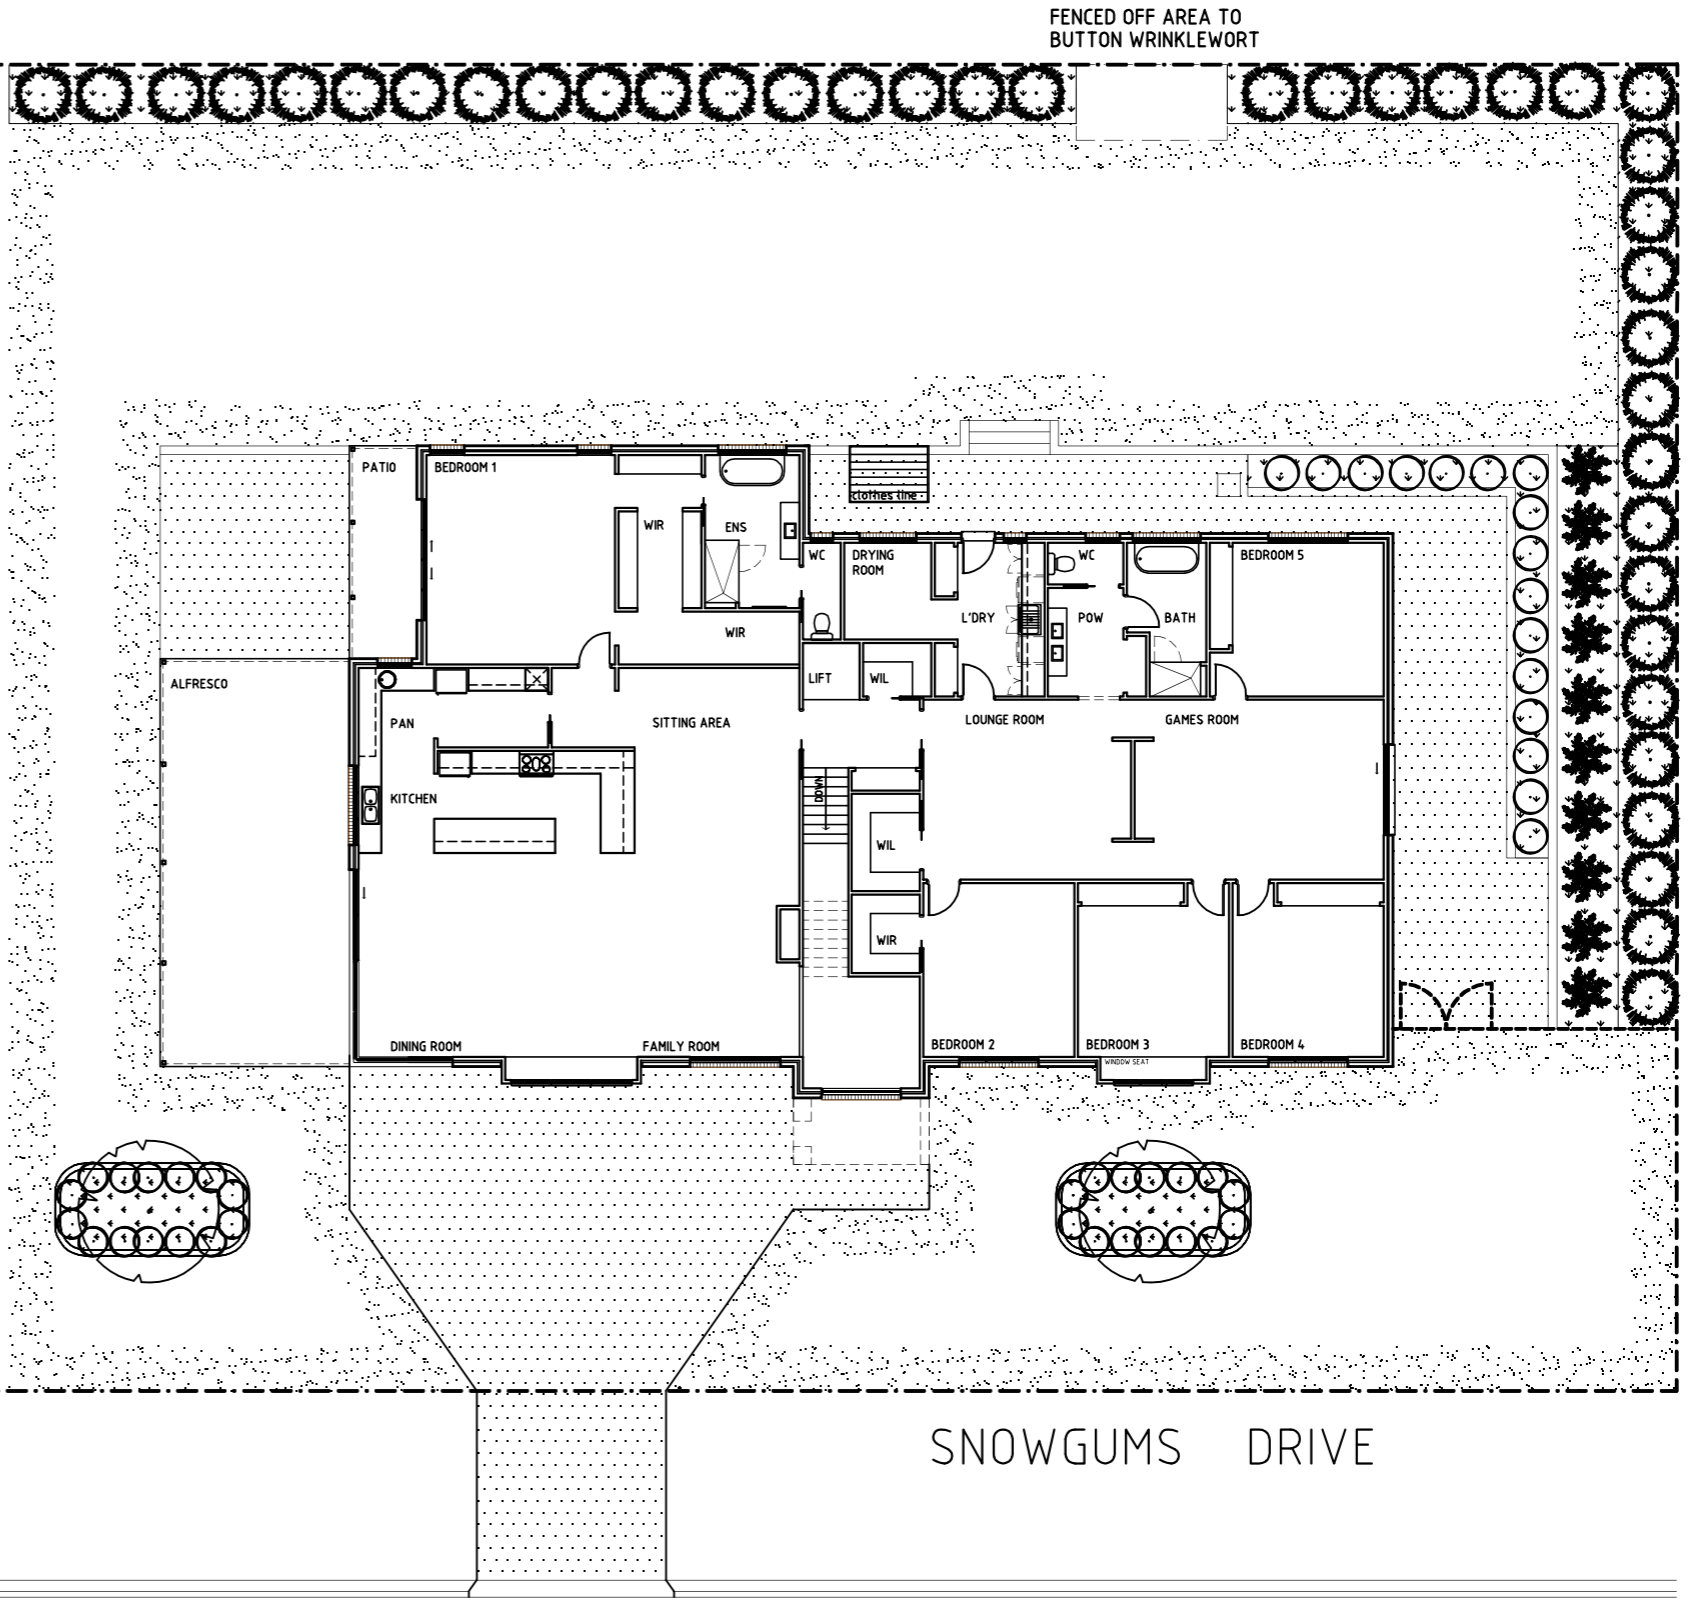 FENCED OFF AREA TO
BUTTON WRINKLEWORT
PATIO
BEDROOM 1
WIR
ENS
WIR
WC
clothes line
DRYING
ROOM
L'DRY
WC
POW
BATH
BEDROOM 5
ALFRESCO
PAN
SITTING AREA
LIFT
WIL
LOUNGE ROOM
GAMES ROOM
KITCHEN
DOWN
WIL
WIR
DINING ROOM
FAMILY ROOM
BEDROOM 2
BEDROOM 3
WINDOW SEAT
BEDROOM 4
SNOWGUMS DRIVE